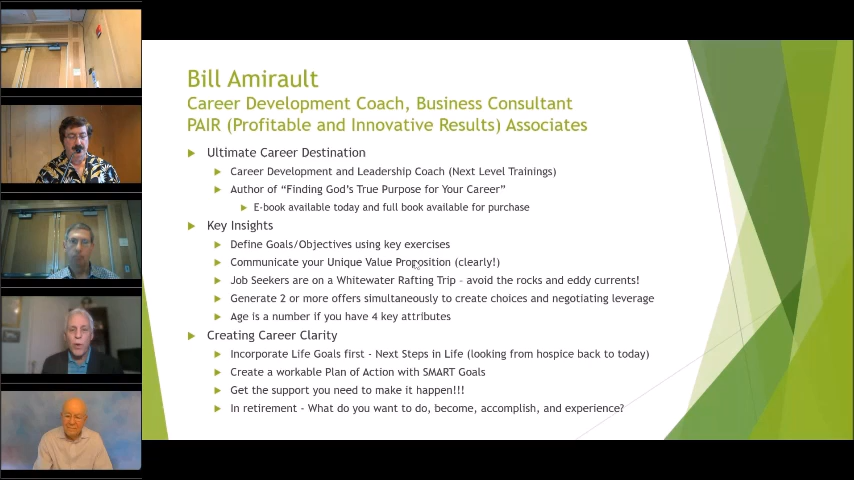 Bill Amirault
Career Development Coach, Business Consultant
PAIR (Profitable and Innovative Results) Associates
Ultimate Career Destination
Career Development and Leadership Coach (Next Level Trainings)
Author of “Finding God’s True Purpose for Your Career”
E-book available today and full book available for purchase
Key Insights
Define Goals/Objectives using key exercises
Communicate your Unique Value Proposition (clearly!)
Job Seekers are on a Whitewater Rafting Trip – avoid the rocks and eddy currents!
Generate 2 or more offers simultaneously to create choices and negotiating leverage
Age is a number if you have 4 key attributes
Creating Career Clarity
Incorporate Life Goals first - Next Steps in Life (looking from hospice back to today)
Create a workable Plan of Action with SMART Goals
Get the support you need to make it happen!!!
In retirement - What do you want to do, become, accomplish, and experience?